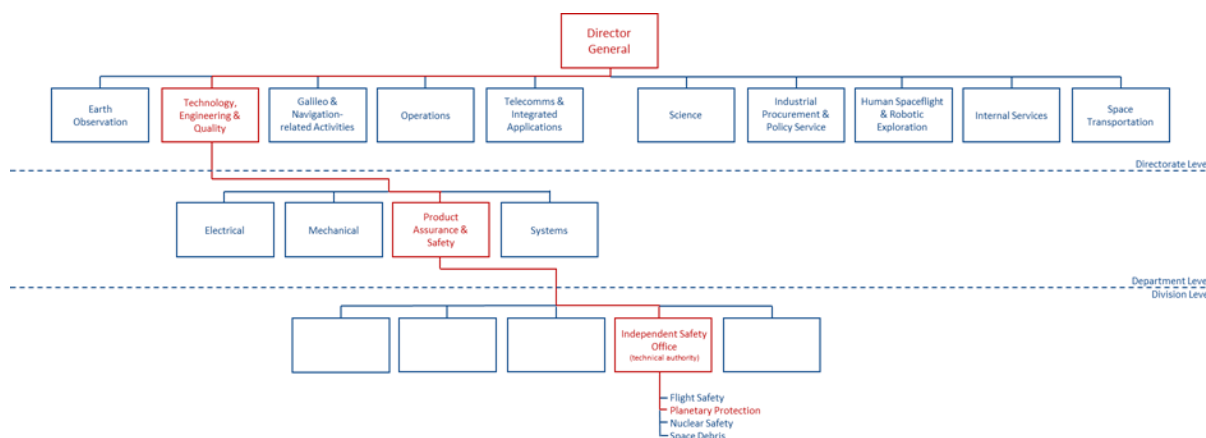 Director
General
Earth
Observation
Technology,
Engineering &
Quality
Galileo &
Navigation-
related Activities
Operations
Telecomms &
Integrated
Applications
Science
Industrial
Procurement &
Policy Service
Human Spaceflight
& Robotic
Exploration
Internal Services
Space
Transportation
Directorate Leve
Electrical
Mechanical
Product
Assurance &
Safety
Systems
Department Leve
Division Leve
Independent Safety
Office
(technical authority)
Flight Safety
Planetary Protection
Nuclear Safety
Space Debris